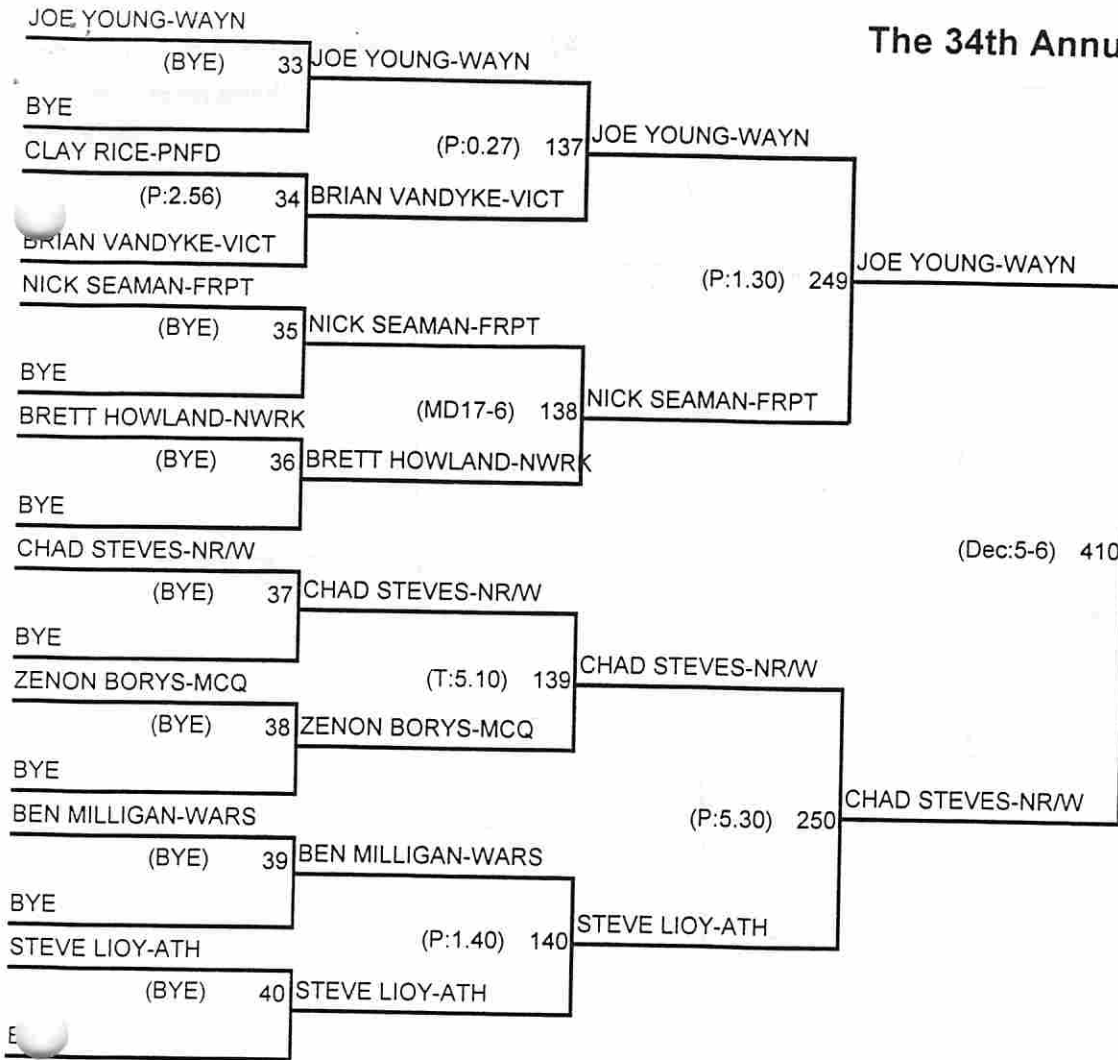 The 34th Annu
JOE YOUNG-WAYN
(BYE) 33 JOE YOUNG-WAYN
BYE
CLAY RICE-PNFD
(P:0.27) 137 JOE YOUNG-WAYN
(P:2.56) 34 BRIAN VANDYKE-VICT
BRIAN VANDYKE-VICT
(P:1.30) 249 JOE YOUNG-WAYN
NICK SEAMAN-FRPT
(BYE) 35 NICK SEAMAN-FRPT
BYE
(MD17-6) 138 NICK SEAMAN-FRPT
BRETT HOWLAND-NWRK
(BYE) 36 BRETT HOWLAND-NWRK
BYE
(Dec:5-6) 410
CHAD STEVES-NR/W
(BYE) 37 CHAD STEVES-NR/W
BYE
(T:5.10) 139 CHAD STEVES-NR/W
ZENON BORYS-MCQ
(BYE) 38 ZENON BORYS-MCQ
BYE
(P:5.30) 250 CHAD STEVES-NR/W
BEN MILLIGAN-WARS
(BYE) 39 BEN MILLIGAN-WARS
BYE
(P:1.40) 140 STEVE LIOY-ATH
STEVE LIOY-ATH
(BYE) 40 STEVE LIOY-ATH